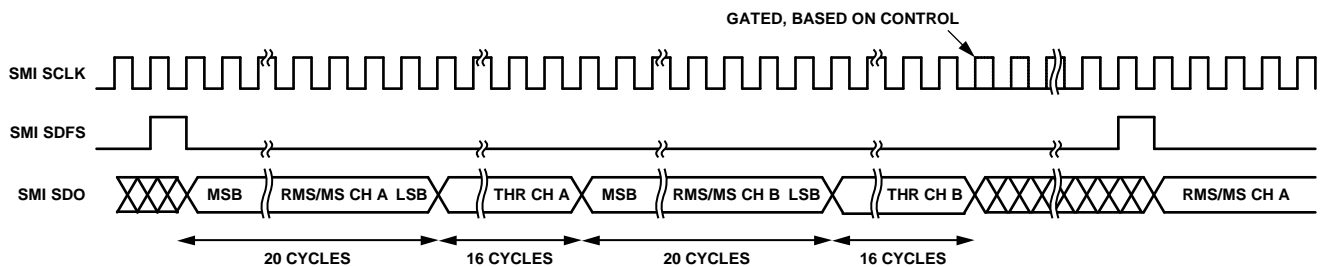 GATED, BASED ON CONTROL
SMI SCLK
SMI SDFS
SMI SDO
MSB
RMS/MS CH A LSB
THR CH A
MSB
RMS/MS CH B LSB
THR CH B
RMS/MS CH A
20 CYCLES
16 CYCLES
20 CYCLES
16 CYCLES